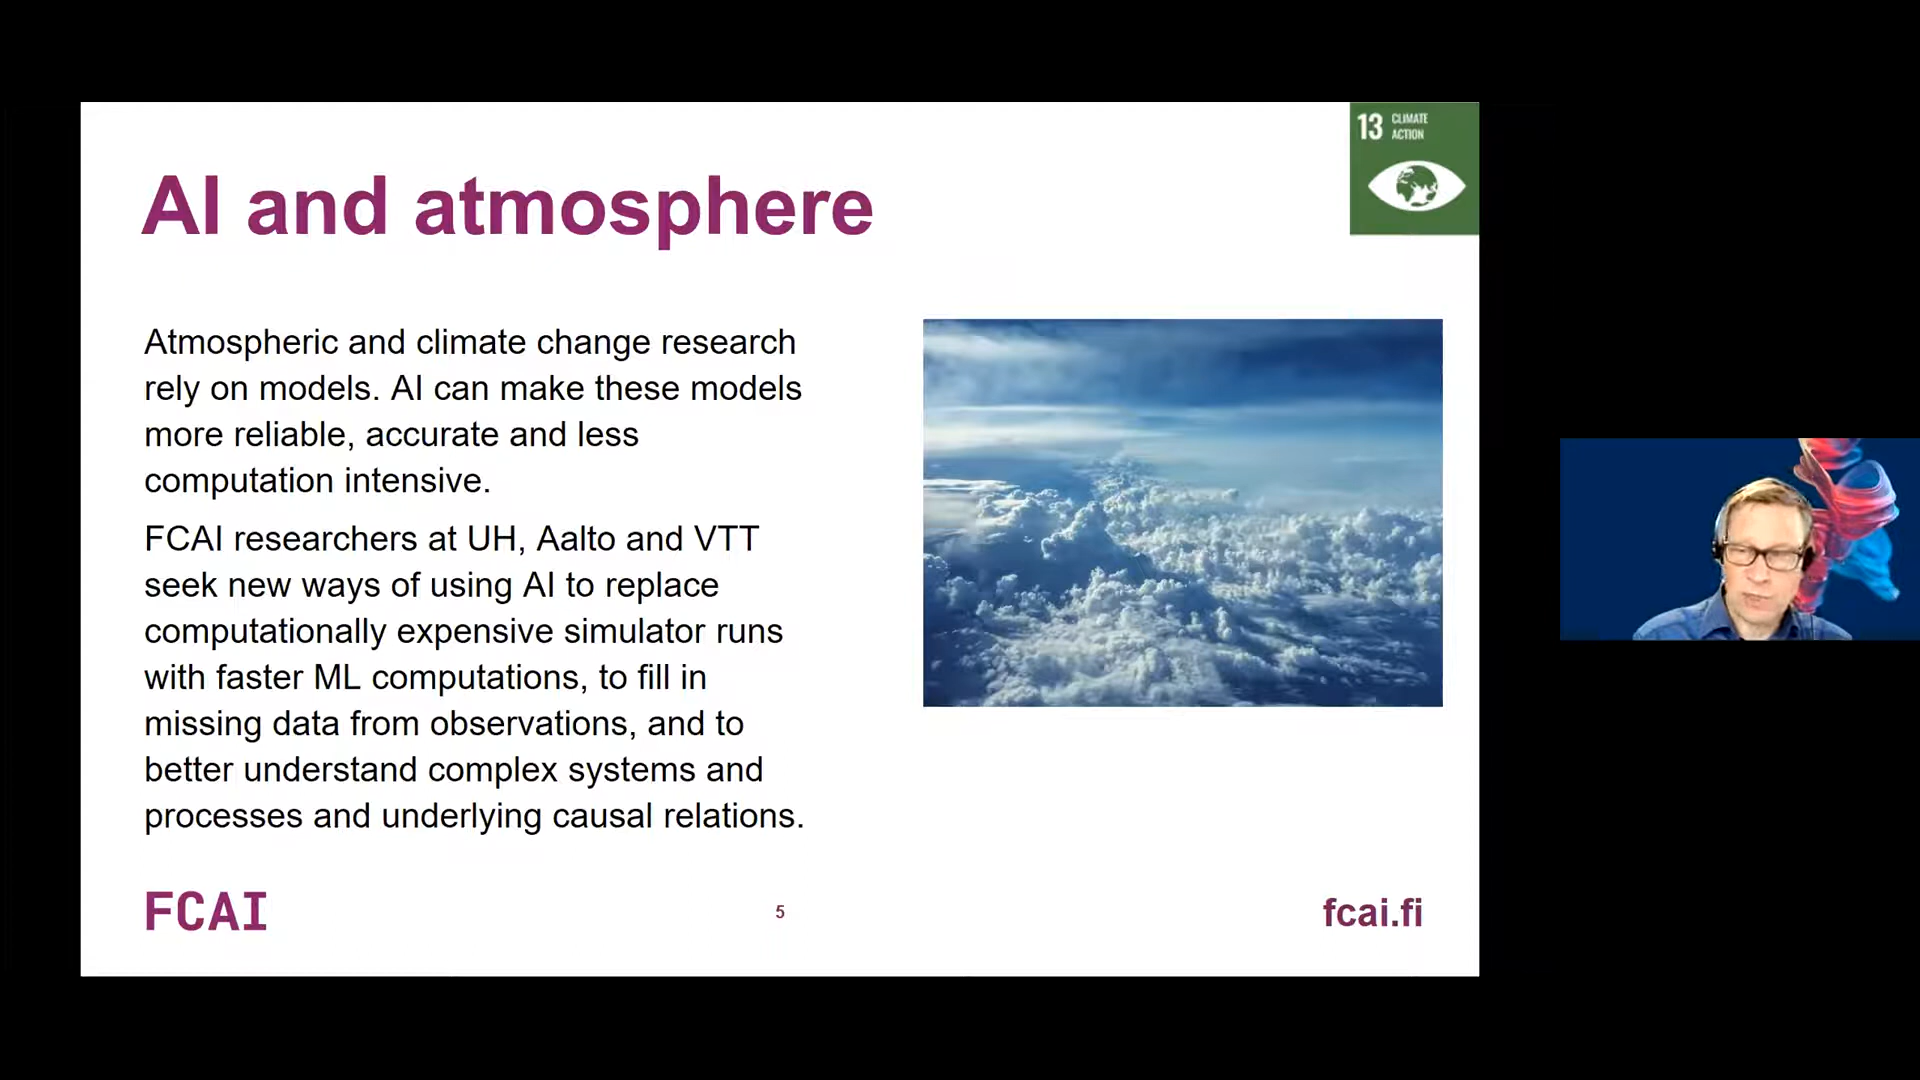 13 CLIMATE
ACTION
AI and atmosphere
Atmospheric and climate change research
rely on models. AI can make these models
more reliable, accurate and less
computation intensive.
FCAI researchers at UH, Aalto and VTT
seek new ways of using AI to replace
computationally expensive simulator runs
with faster ML computations, to fill in
missing data from observations, and to
better understand complex systems and
processes and underlying causal relations.
FCAI
5
fcai.fi